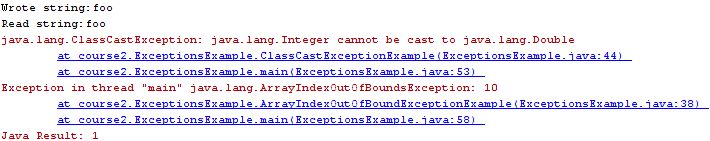 Wrote string:foo
Read string:foo
java.lang.ClassCastException: java.lang.Integer cannot be cast to java.lang.Double
at course2.ExceptionsExample.ClassCastExceptionExample(ExceptionsExample.java:44)
at course2.ExceptionsExample.main(ExceptionsExample.java:53)
Exception in thread "main" java.lang.ArrayIndexOutOfBoundsException: 10
at course2.ExceptionsExample.ArrayIndexOutOfBoundExceptionExample(ExceptionsExample.java:38)
at course2.ExceptionsExample.main(ExceptionsExample.java:58)
Java Result: 1